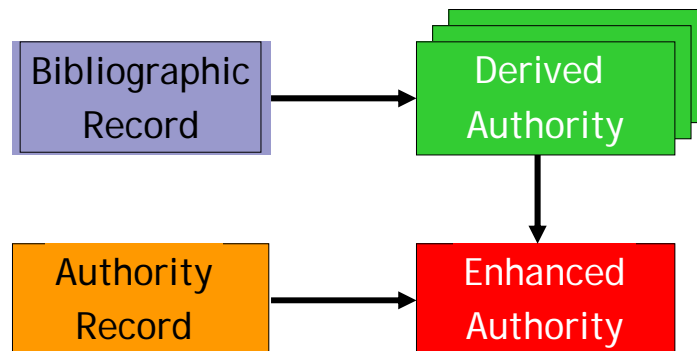 Bibliographic
Record
Derived
Authority
Authority
Record
Enhanced
Authority